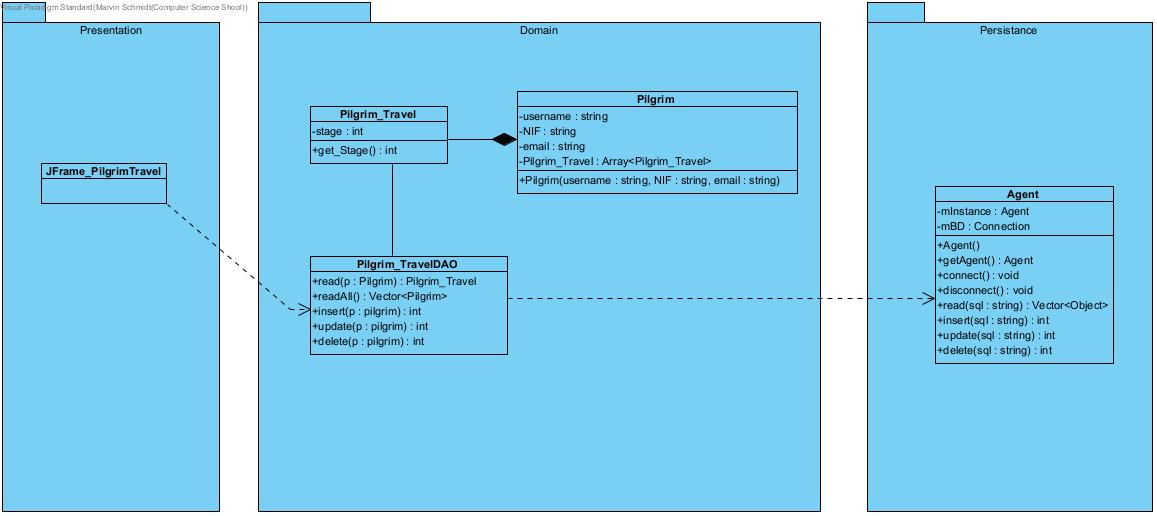 Visual Paradigm Standard(Marvin Schmidt(Computer Science Shool))
Presentation
JFrame_PilgrimTravel
Domain
Pilgrim_Travel
-stage : int
+get_Stage() : int
Pilgrim
-username : string
-NIF : string
-email : string
-Pilgrim_Travel : Array<Pilgrim_Travel>
+Pilgrim(username : string, NIF : string, email : string)
Pilgrim_TravelDAO
+read(p : Pilgrim) : Pilgrim_Travel
+readAll() : Vector<Pilgrim>
+insert(p : pilgrim) : int
+update(p : pilgrim) : int
+delete(p : pilgrim) : int
Persistance
Agent
-mInstance : Agent
-mBD : Connection
+Agent()
+getAgent() : Agent
+connect() : void
+disconnect() : void
+read(sql : string) : Vector<Object>
+insert(sql : string) : int
+update(sql : string) : int
+delete(sql : string) : int